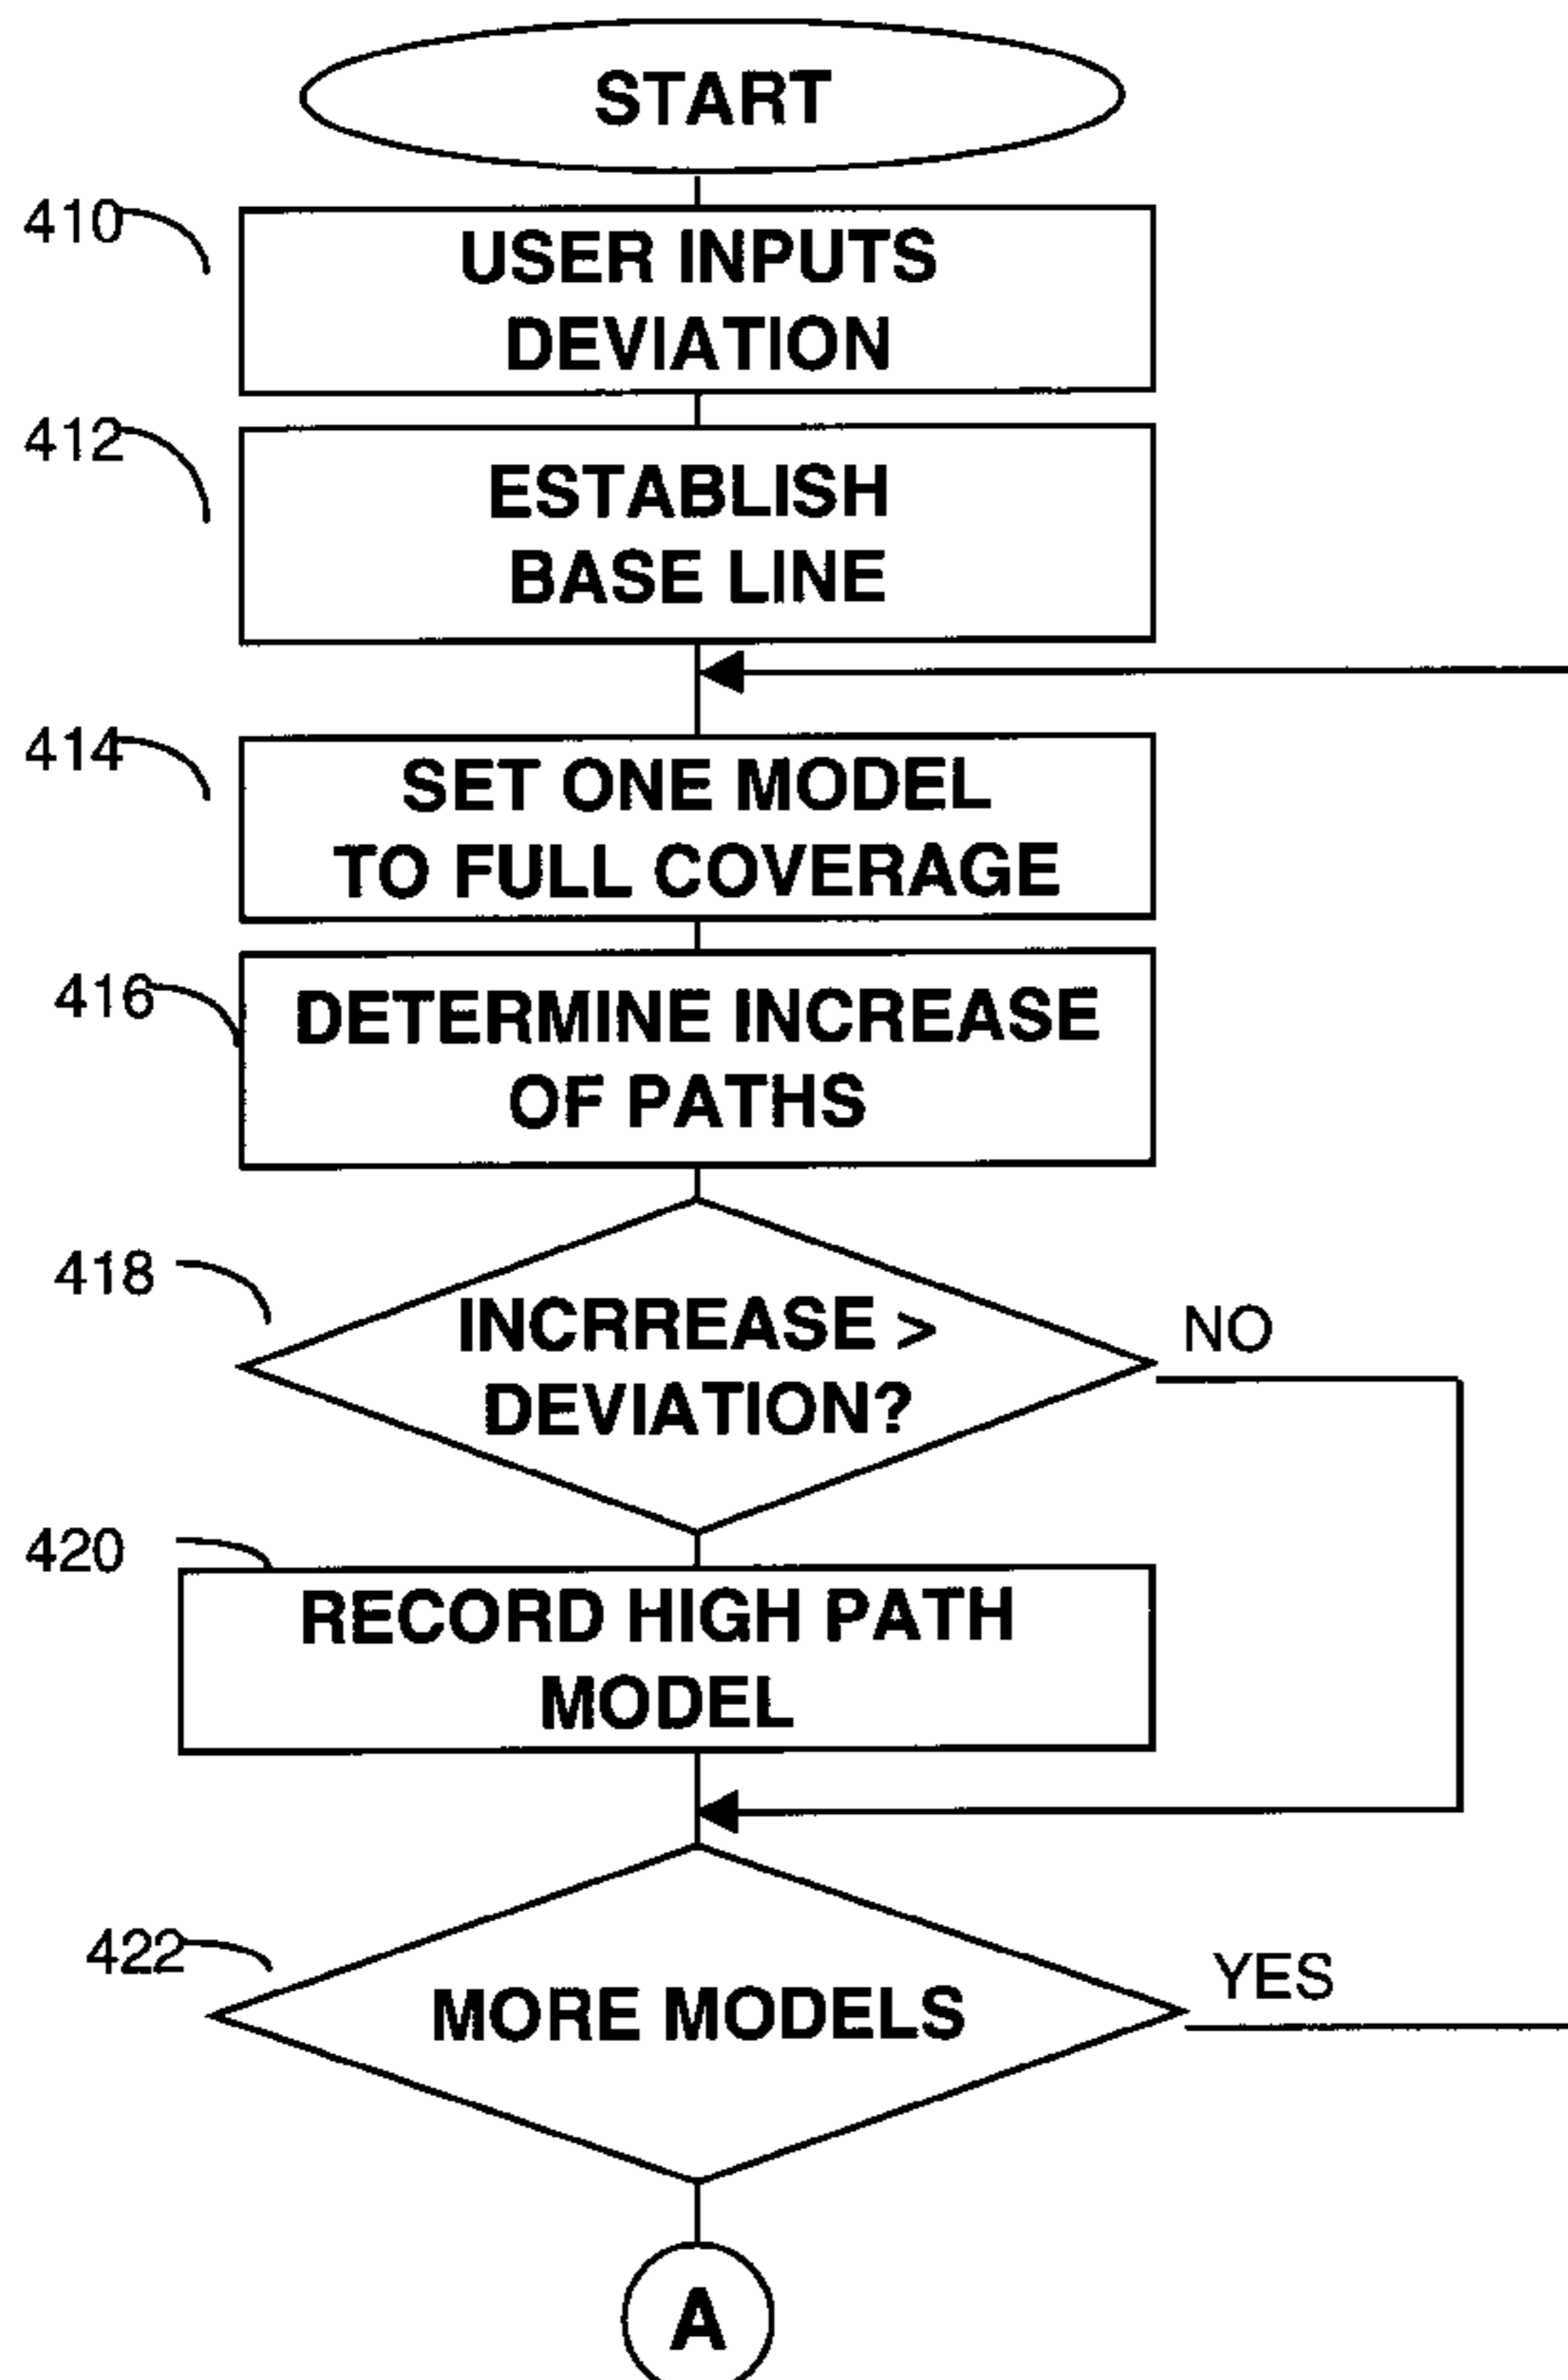 START
410
USER INPUTS
DEVIATION
412
ESTABLISH
BASE LINE
414
SET ONE MODEL
TO FULL COVERAGE
416
DETERMINE INCREASE
OF PATHS
418
INCRREASE >
DEVIATION?
NO
420
RECORD HIGH PATH
MODEL
422
MORE MODELS
YES
A